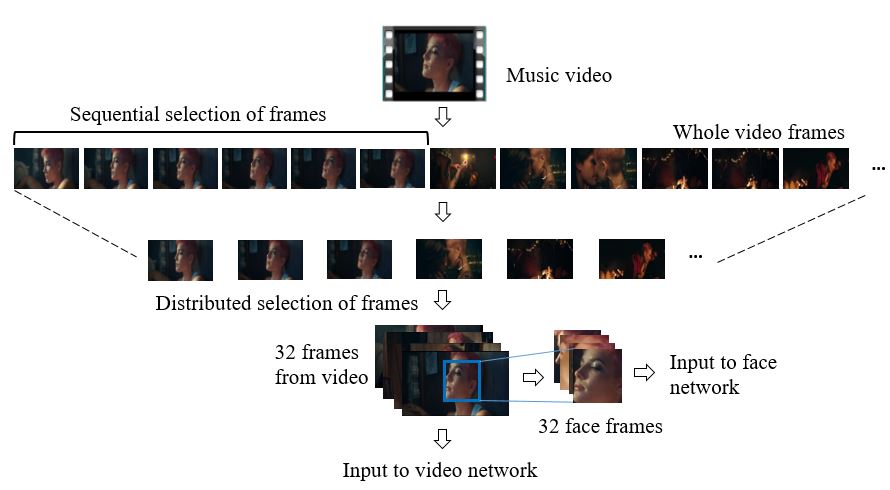 Music video
Sequential selection of frames
Whole video frames
...
...
Distributed selection of frames
32 frames
from video
Input to face
network
32 face frames
Input to video network